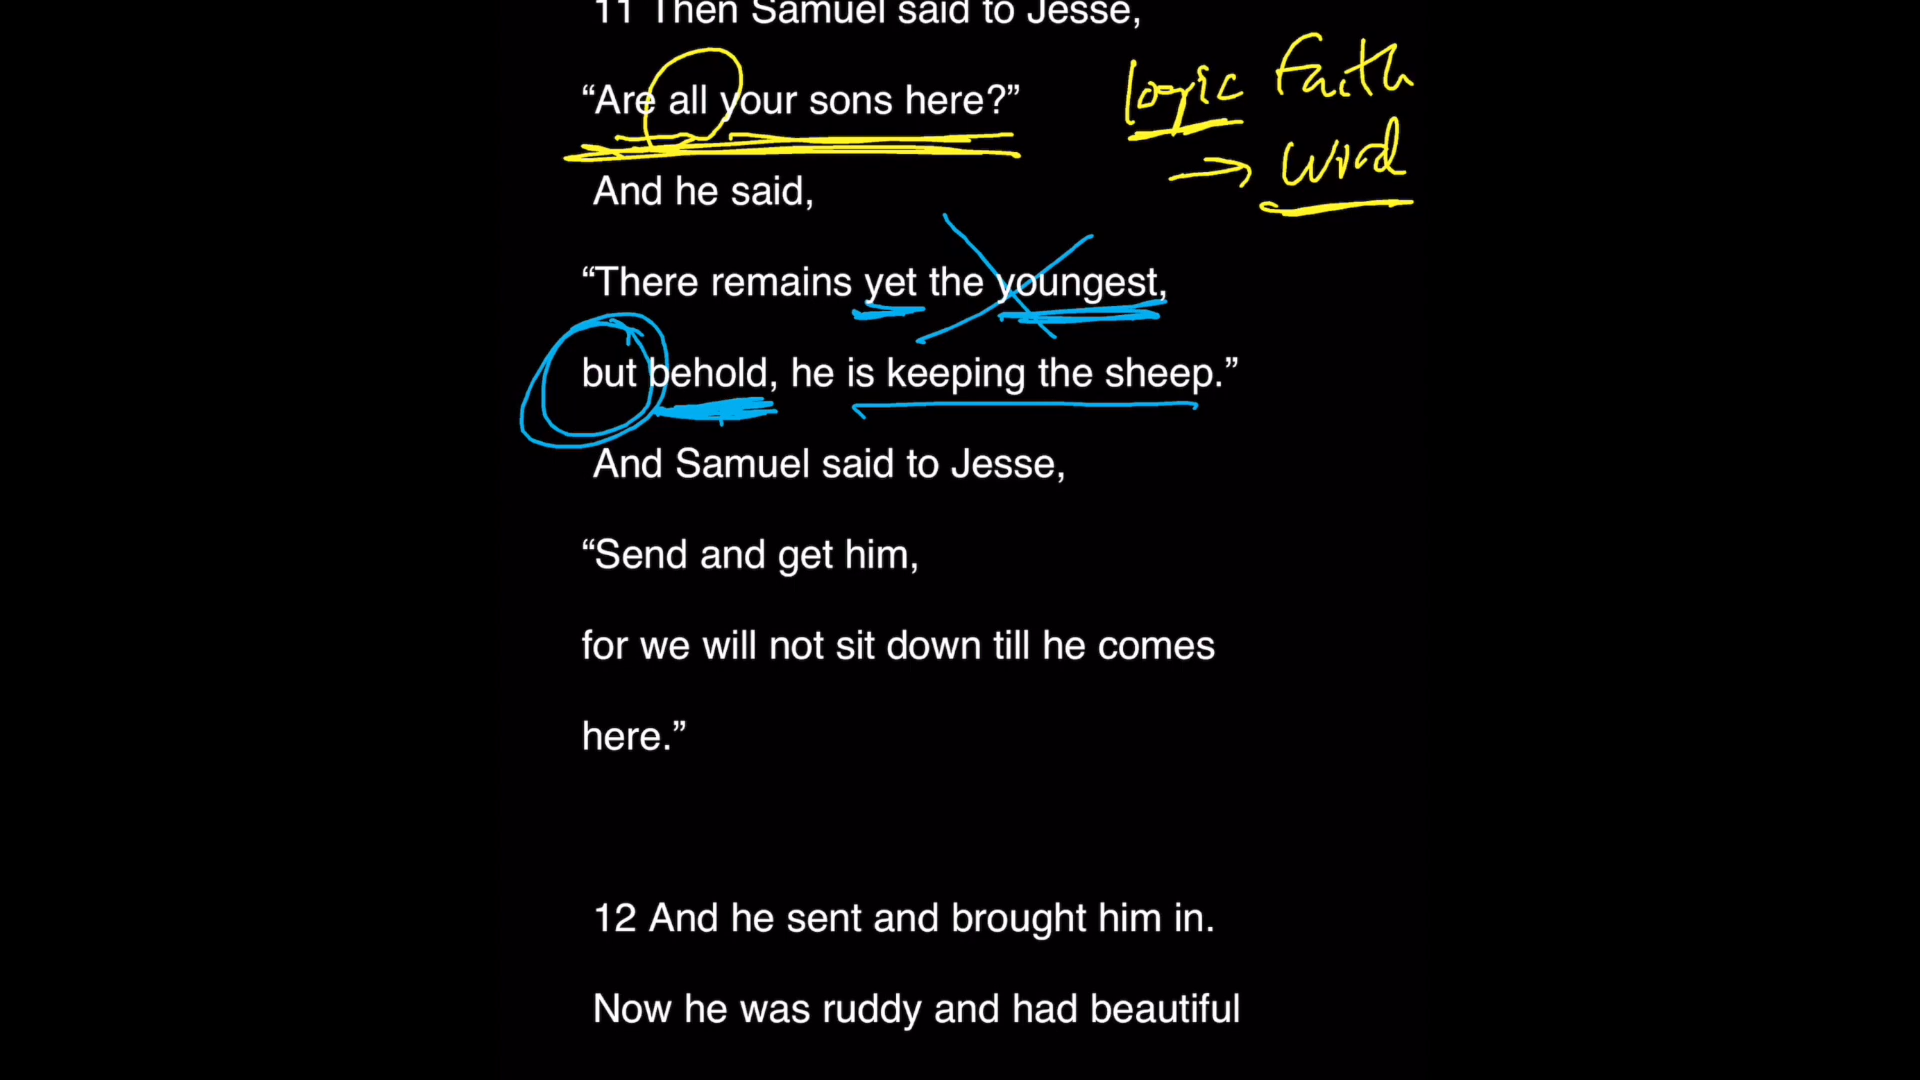 11 Then Samuel said to Jesse,
“Are all your sons here?”
logic Faith
→ word
And he said,
“There remains yet the youngest,
but behold, he is keeping the sheep.”
And Samuel said to Jesse,
“Send and get him,
for we will not sit down till he comes
here.”
12 And he sent and brought him in.
Now he was ruddy and had beautiful